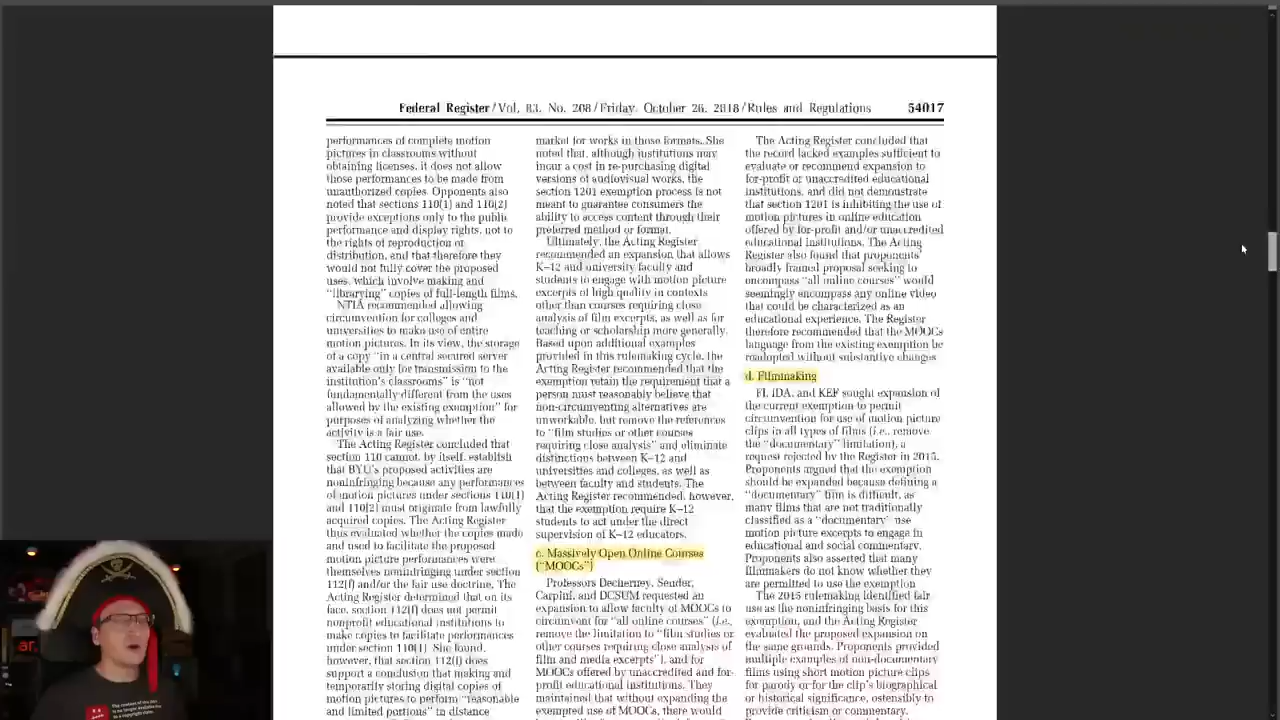 Federal Register / Vol. 83, No. 208 / Friday, October 26, 2018 / Rules and Regulations 54017
performances of complete motion
pictures in classrooms without
obtaining licenses, it does not allow
those performances to be made from
unauthorized copies. Opponents also
noted that sections 110(1) and 110(2)
provide exceptions only to the public
performance and display rights, not to
the rights of reproduction or
distribution, and that therefore they
would not fully cover the proposed
uses, which involve making and
“librarying” copies of full-length films.
NTIA recommended allowing
circumvention for colleges and
universities to make use of entire
motion pictures. In its view, the storage
of a copy “in a central secured server
available only for transmission to the
institution's classrooms” is “not
fundamentally different from the uses
allowed by the existing exemption” for
purposes of analyzing whether the
activity is a fair use.
The Acting Register concluded that
section 110 cannot, by itself, establish
that BYU's proposed activities are
noninfringing because any performances
of motion pictures under sections 110(1)
and 110(2) must originate from lawfully
acquired copies. The Acting Register
thus evaluated whether the copies made
and used to facilitate the proposed
motion picture performances were
themselves noninfringing under section
112(f) and/or the fair use doctrine. The
Acting Register determined that on its
face, section 112(f) does not permit
nonprofit educational institutions to
make copies to facilitate performances
under section 110(1). She found,
however, that section 112(f) does
support a conclusion that making and
temporarily storing digital copies of
motion pictures to perform “reasonable
and limited portions” in distance
market for works in those formats. She
noted that, although institutions may
incur a cost in re-purchasing digital
versions of audiovisual works, the
section 1201 exemption process is not
meant to guarantee consumers the
ability to access content through their
preferred method or format.
Ultimately, the Acting Register
recommended an expansion that allows
K–12 and university faculty and
students to engage with motion picture
excerpts of high quality in contexts
other than courses requiring close
analysis of film excerpts, as well as for
teaching or scholarship more generally.
Based upon additional examples
provided in this rulemaking cycle, the
Acting Register recommended that the
exemption retain the requirement that a
person must reasonably believe that
non-circumventing alternatives are
unworkable, but remove the references
to “film studies or other courses
requiring close analysis” and eliminate
distinctions between K–12 and
universities and colleges, as well as
between faculty and students. The
Acting Register recommended, however,
that the exemption require K–12
students to act under the direct
supervision of K–12 educators.
c. Massively Open Online Courses
(“MOOCs”)
Professors Decherney, Sender,
Carpini, and DCSUM requested an
expansion to allow faculty of MOOCs to
circumvent for “all online courses” (i.e.,
remove the limitation to “film studies or
other courses requiring close analysis of
film and media excerpts”), and for
MOOCs offered by unaccredited and for-
profit educational institutions. They
maintained that without expanding the
exempted use of MOOCs, there would
The Acting Register concluded that
the record lacked examples sufficient to
evaluate or recommend expansion to
for-profit or unaccredited educational
institutions, and did not demonstrate
that section 1201 is inhibiting the use of
motion pictures in online education
offered by for-profit and/or unaccredited
educational institutions. The Acting
Register also found that proponents'
broadly framed proposal seeking to
encompass “all online courses” would
seemingly encompass any online video
that could be characterized as an
educational experience. The Register
therefore recommended that the MOOCs
language from the existing exemption be
readopted without substantive changes
d. Filmmaking
FI, IDA, and KEF sought expansion of
the current exemption to permit
circumvention for use of motion picture
clips in all types of films (i.e., remove
the “documentary” limitation), a
request rejected by the Register in 2015.
Proponents argued that the exemption
should be expanded because defining a
“documentary” film is difficult, as
many films that are not traditionally
classified as a “documentary” use
motion picture excerpts to engage in
educational and social commentary.
Proponents also asserted that many
filmmakers do not know whether they
are permitted to use the exemption
The 2015 rulemaking identified fair
use as the noninfringing basis for this
exemption, and the Acting Register
evaluated the proposed expansion on
the same grounds. Proponents provided
multiple examples of non-documentary
films using short motion picture clips
for parody or for the clip's biographical
or historical significance, ostensibly to
provide criticism or commentary.
ar.